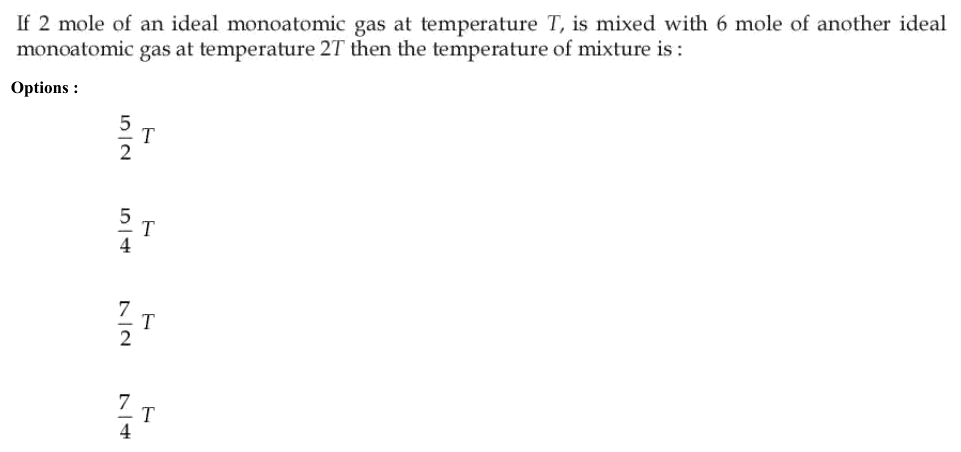 If 2 mole of an ideal monoatomic gas at temperature T, is mixed with 6 mole of another ideal
monoatomic gas at temperature 2T then the temperature of mixture is :
Options :
5/2 T
5/4 T
7/2 T
7/4 T